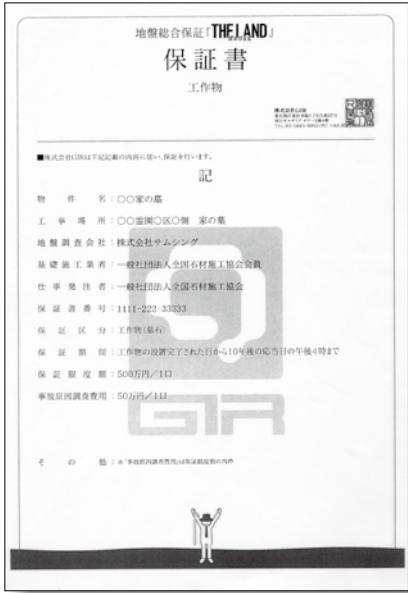 地盤総合保証『THE LAND』
保証書
工作物
株式会社GIR
■株式会社GIRは下記記載の内容に従い、保証を行います。
記
物件名：〇〇家の墓
工事場所：〇〇霊園〇区〇側 家の墓
地盤調査会社：株式会社サムシング
基礎施工業者：一般社団法人全国石材施工協会会員
仕事発注者：一般社団法人全国石材施工協会
保証書番号：1111-222-33333
保証区分：工作物(墓石)
保証期間：工作物の設置完了された日から10年後の応当日の午後4時まで
保証限度額：500万円／1口
事故原因調査費用：50万円／1口
その他：※「事故原因調査費用」は保証限度額の内枠
GIR